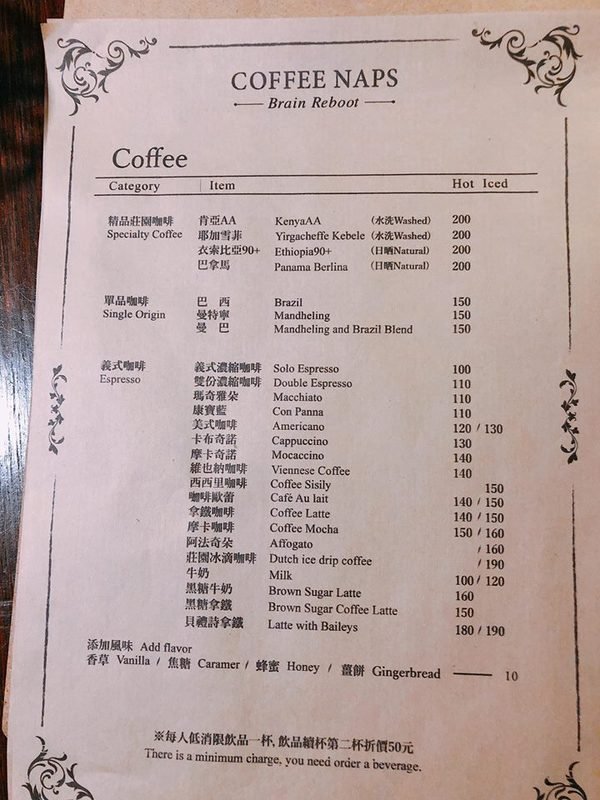 COFFEE NAPS
Brain Reboot
Coffee
Category Item Hot Iced
精品莊園咖啡 肯亞AA KenyaAA (水洗Washed) 200
Specialty Coffee 耶加雪菲 Yirgacheffe Kebele (水洗Washed) 200
衣索比亞90+ Ethiopia90+ (日晒Natural) 200
巴拿馬 Panama Berlina (日晒Natural) 200
單品咖啡 巴 西 Brazil 150
Single Origin 曼特寧 Mandheling 150
曼 巴 Mandheling and Brazil Blend 150
義式咖啡 義式濃縮咖啡 Solo Espresso 100
Espresso 雙份濃縮咖啡 Double Espresso 110
瑪奇雅朵 Macchiato 110
康寶藍 Con Panna 110
美式咖啡 Americano 120 / 130
卡布奇諾 Cappuccino 130
摩卡奇諾 Mocaccino 140
維也納咖啡 Viennese Coffee 140
西西里咖啡 Coffee Sisily 150
咖啡歐蕾 Café Au lait 140 / 150
拿鐵咖啡 Coffee Latte 140 / 150
摩卡咖啡 Coffee Mocha 150 / 160
阿法奇朵 Affogato / 160
莊園冰滴咖啡 Dutch ice drip coffee / 190
牛奶 Milk 100 / 120
黑糖牛奶 Brown Sugar Latte 160
黑糖拿鐵 Brown Sugar Coffee Latte 150
貝禮詩拿鐵 Latte with Baileys 180 / 190
添加風味 Add flavor
香草 Vanilla / 焦糖 Caramer / 蜂蜜 Honey / 薑餅 Gingerbread —— 10
※每人低消限飲品一杯, 飲品續杯第二杯折價50元
There is a minimum charge, you need order a beverage.